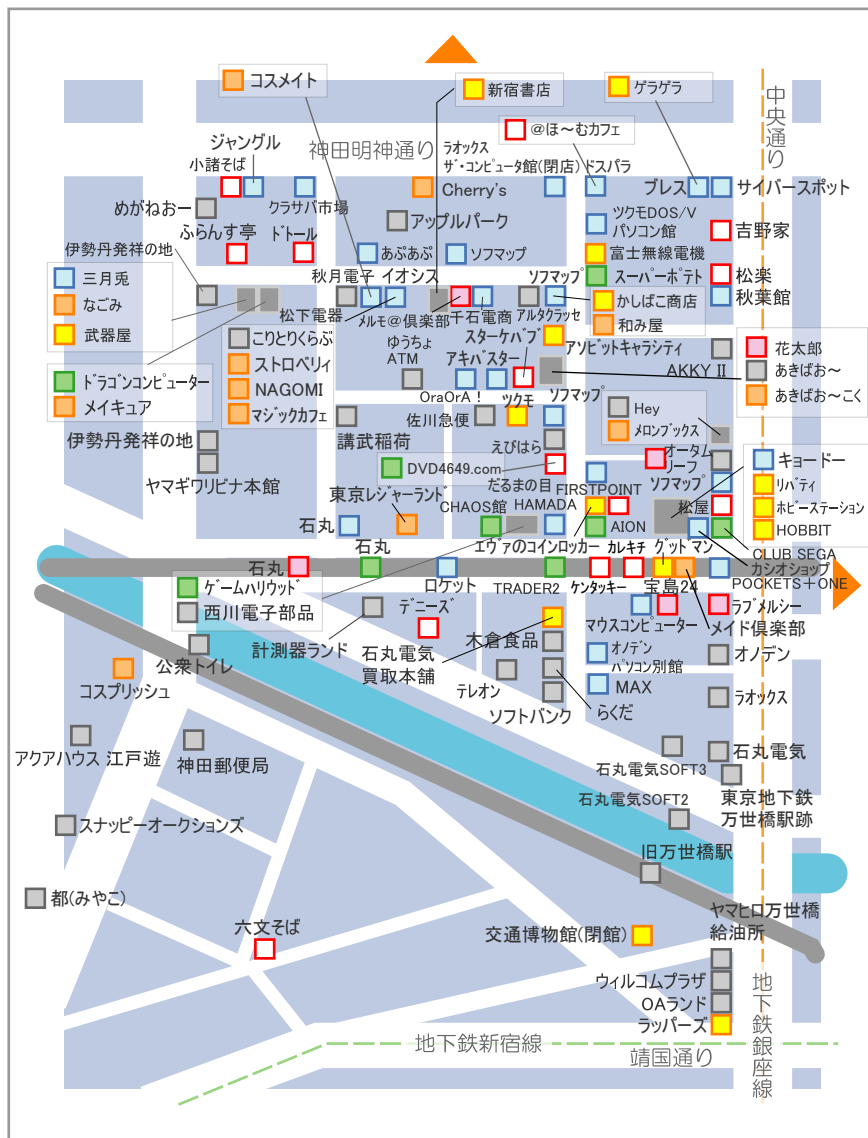 コスメイト
新宿書店
ゲラゲラ
中央通り
@ほ～むカフェ
ジャングル
神田明神通り
ラオックス
ザ・コンピュータ館(閉店)
ドスパラ
小諸そば
クラサバ市場
Cherry's
ブレス
サイバースポット
めがねおー
アップルパーク
ツクモDOS/V
パソコン館
吉野家
ふらんす亭
ドトール
あぷあぷ
ソフマップ
富士無線電機
伊勢丹発祥の地
三月兎
なごみ
武器屋
秋月電子
イオシス
ソフマップ
スーパーポテト
松楽
秋葉館
松下電器
メルモ@倶楽部
千石電商
アルタクラッセ
かしばこ商店
和み屋
こりとりくらぶ
ストロベリィ
NAGOMI
マジックカフェ
ゆうちょ
ATM
スターケバブ
アキバスター
アソビットキャラシティ
AKKY II
花太郎
あきばお～
あきばお～こく
ドラゴンコンピューター
メイキュア
OraOrA！
ツクモ
ソフマップ
Hey
メロンブックス
佐川急便
講武稲荷
えびはら
伊勢丹発祥の地
ヤマギワリビナ本館
DVD4649.com
だるまの目
オータム
リーフ
キョードー
リバティ
ホビーステーション
HOBBIT
東京レジャーランド
CHAOS館
HAMADA
FIRSTPOINT
ソフマップ
松屋
石丸
AION
CLUB SEGA
エヴァのコインロッカー
カレキチ
ゲットマン
カシオショップ
POCKETS＋ONE
石丸
石丸
ロケット
TRADER2
ケンタッキー
宝島24
ゲームハリウッド
西川電子部品
デニーズ
マウスコンピューター
ラブメルシー
メイド倶楽部
公衆トイレ
計測器ランド
石丸電気
買取本舗
木倉食品
オノデン
パソコン別館
オノデン
コスプリッシュ
テレオン
MAX
ソフトバンク
らくだ
ラオックス
アクアハウス 江戸遊
神田郵便局
石丸電気
石丸電気SOFT3
石丸電気SOFT2
東京地下鉄
万世橋駅跡
スナッピーオークションズ
旧万世橋駅
都(みやこ)
六文そば
交通博物館(閉館)
ヤマヒロ万世橋
給油所
ウィルコムプラザ
OAランド
ラッパーズ
地下鉄新宿線
靖国通り
地下鉄銀座線